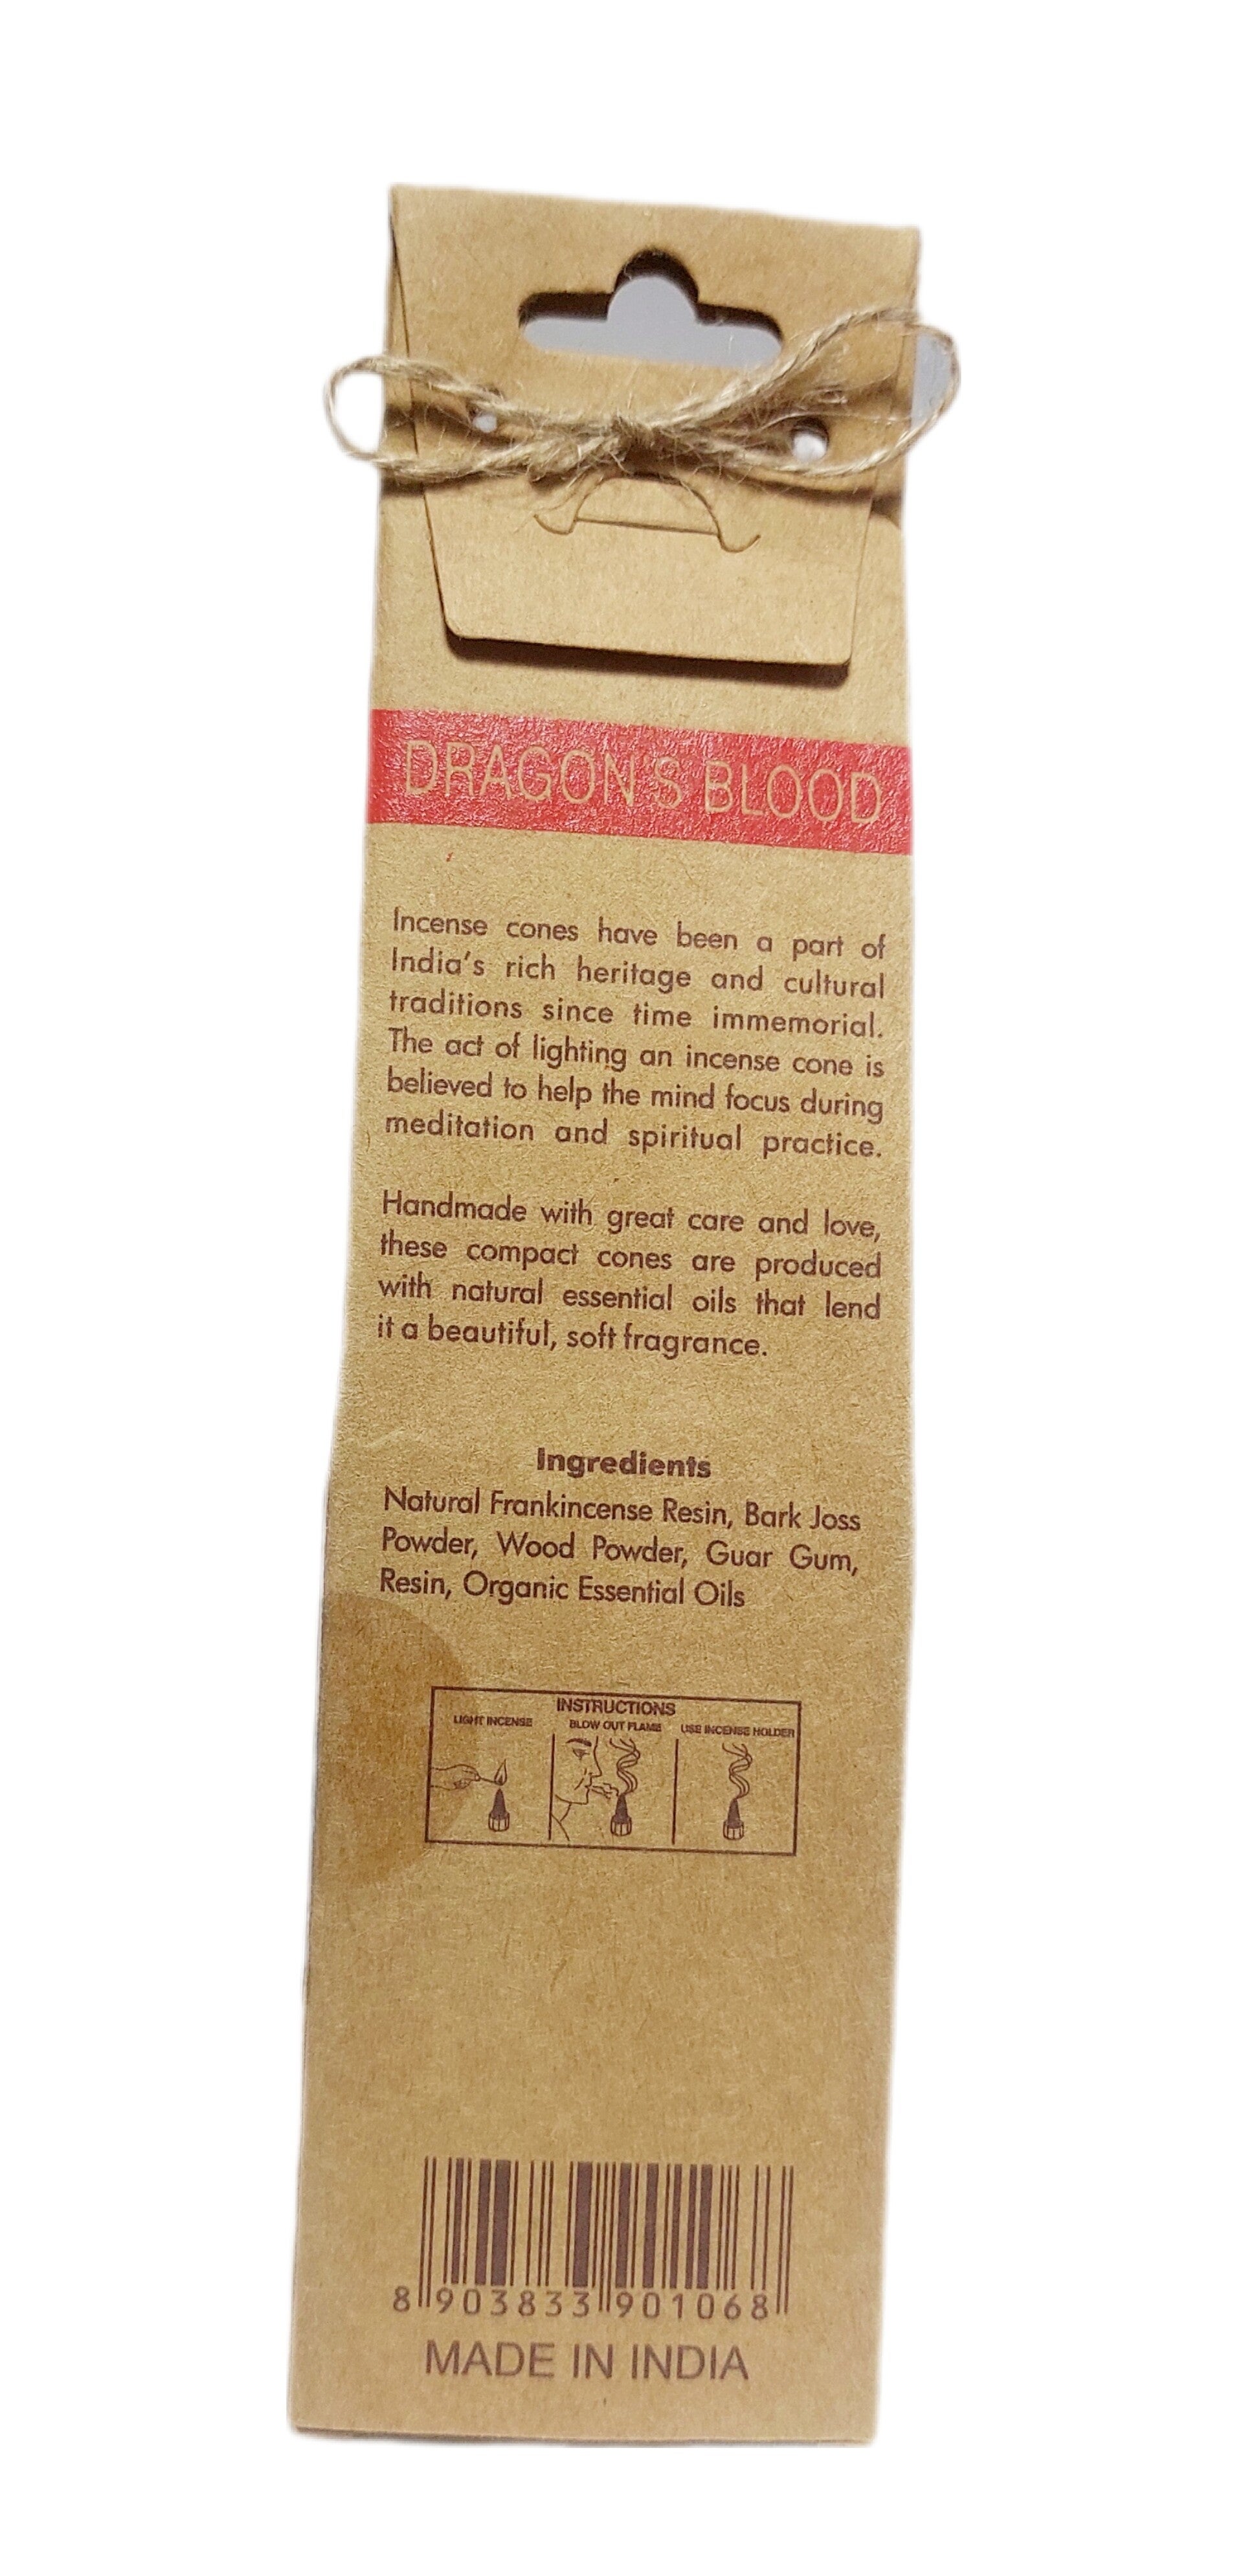 DRAGON'S BLOOD
Incense cones have been a part of
India's rich heritage and cultural
traditions since time immemorial.
The act of lighting an incense cone is
believed to help the mind focus during
meditation and spiritual practice.
Handmade with great care and love,
these compact cones are produced
with natural essential oils that lend
it a beautiful, soft fragrance.
Ingredients
Natural Frankincense Resin, Bark Joss
Powder, Wood Powder, Guar Gum,
Resin, Organic Essential Oils
INSTRUCTIONS
LIGHT INCENSE BLOW OUT FLAME USE INCENSE HOLDER
8 903833 901068
MADE IN INDIA